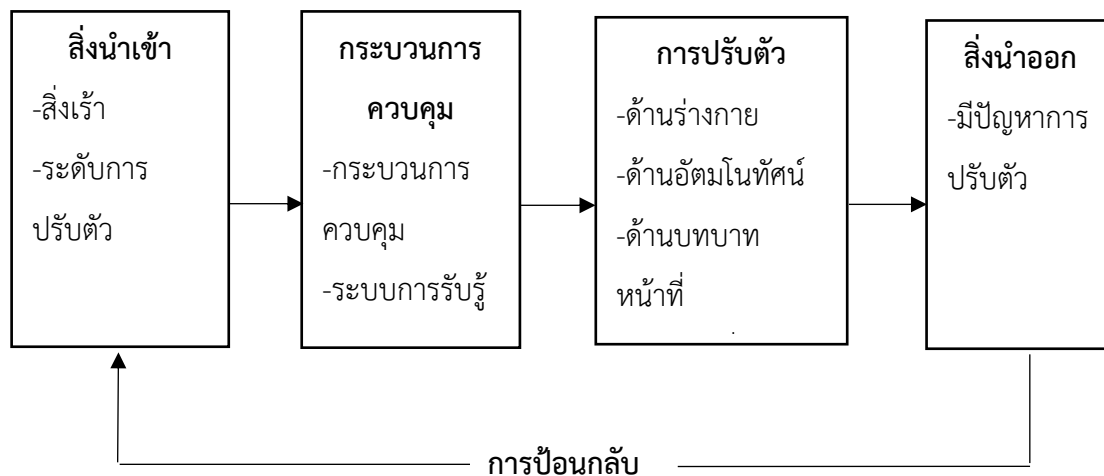 สิ่งนำเข้า
-สิ่งเร้า
-ระดับการ
ปรับตัว
กระบวนการ
ควบคุม
-กระบวนการ
ควบคุม
-ระบบการรับรู้
การปรับตัว
-ด้านร่างกาย
-ด้านอัตมโนทัศน์
-ด้านบทบาท
หน้าที่
สิ่งนำออก
-มีปัญหาการ
ปรับตัว
การป้อนกลับ